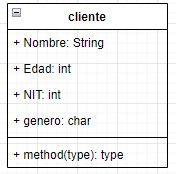 cliente
+ Nombre: String
+ Edad: int
+ NIT: int
+ genero: char
+ method(type): type